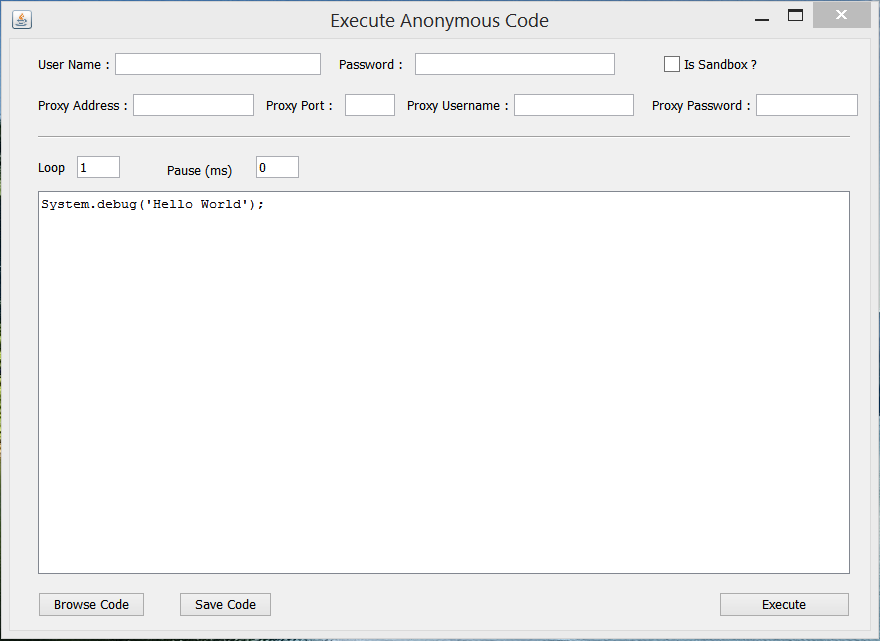 Execute Anonymous Code
User Name : Password : Is Sandbox ?
Proxy Address : Proxy Port : Proxy Username : Proxy Password :
Loop 1 Pause (ms) 0
System.debug('Hello World');
Browse Code Save Code Execute